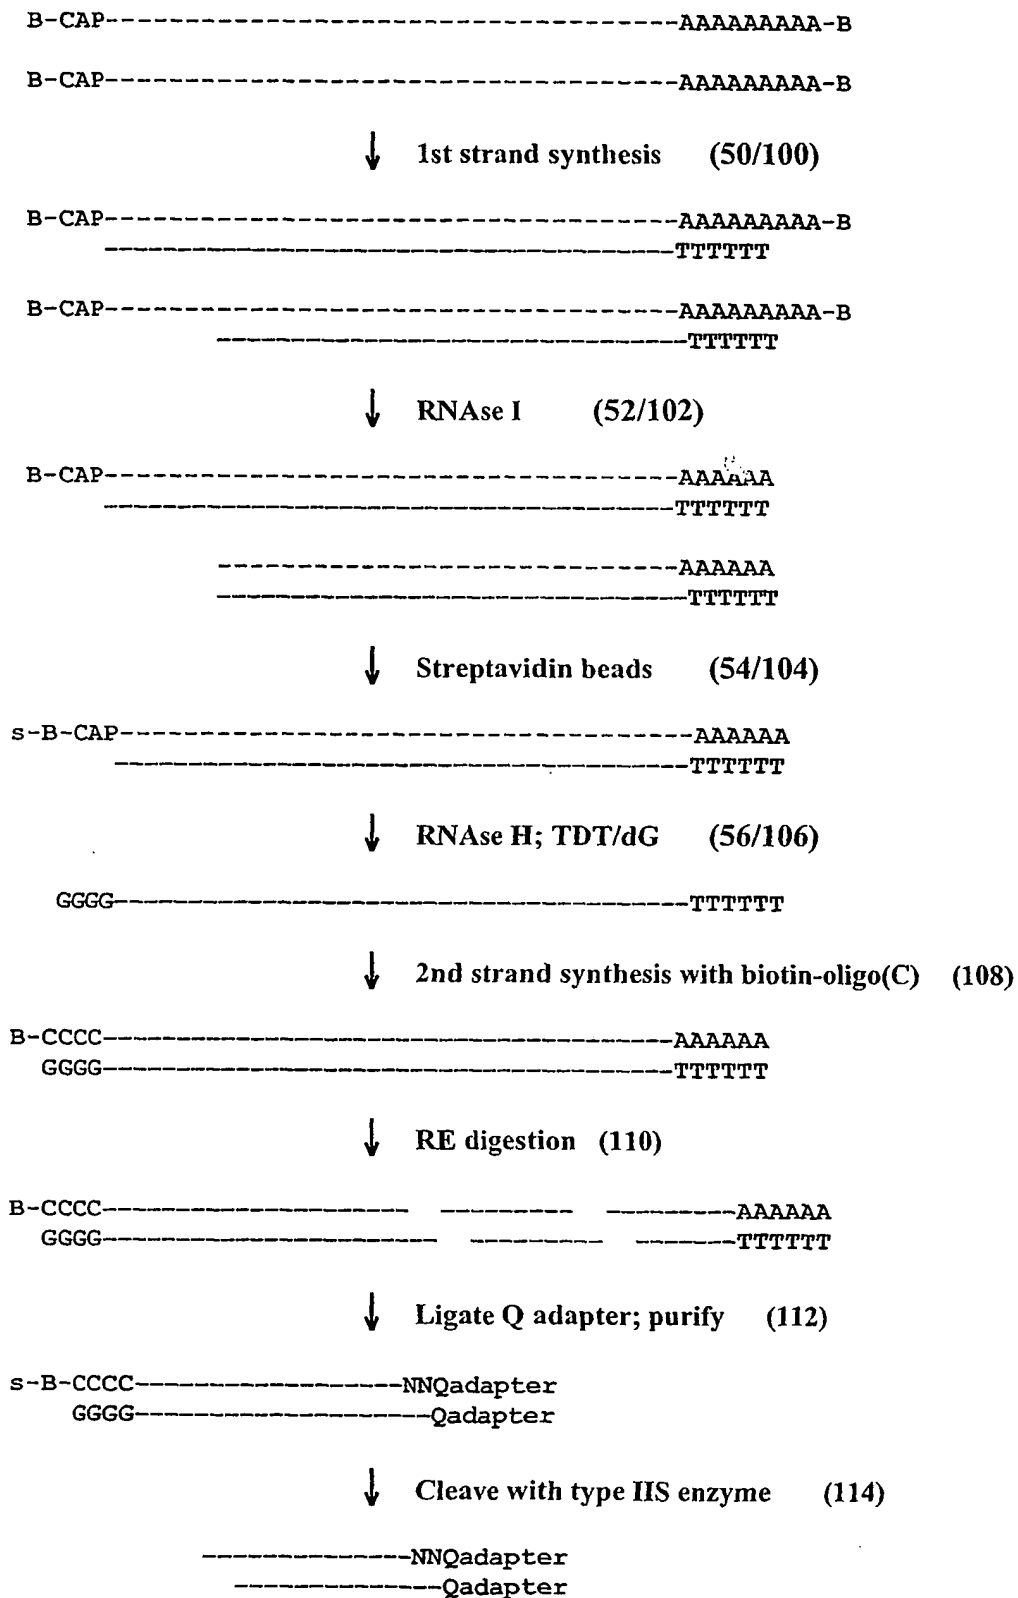 B-CAP------------------------------------AAAAAAAAA-B
B-CAP------------------------------------AAAAAAAAA-B
↓ 1st strand synthesis (50/100)
B-CAP------------------------------------AAAAAAAAA-B
------------------------------------TTTTTT
B-CAP------------------------------------AAAAAAAAA-B
-----------------------------TTTTTT
↓ RNAse I (52/102)
B-CAP------------------------------------AAAAAA
------------------------------------TTTTTT
-----------------------------AAAAAA
-----------------------------TTTTTT
↓ Streptavidin beads (54/104)
s-B-CAP------------------------------------AAAAAA
------------------------------------TTTTTT
↓ RNAse H; TDT/dG (56/106)
GGGG------------------------------------TTTTTT
↓ 2nd strand synthesis with biotin-oligo(C) (108)
B-CCCC------------------------------------AAAAAA
GGGG------------------------------------TTTTTT
↓ RE digestion (110)
B-CCCC------------------- -------- --------AAAAAA
GGGG--------------------- -------- ------TTTTTT
↓ Ligate Q adapter; purify (112)
s-B-CCCC-----------------NNQadapter
GGGG-------------------Qadapter
↓ Cleave with type IIS enzyme (114)
-------------NNQadapter
-------------Qadapter